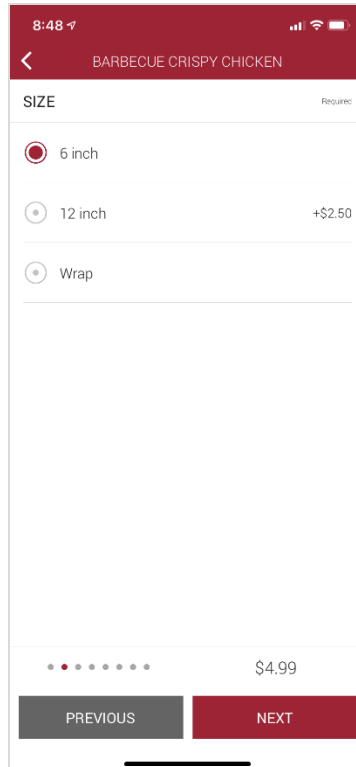 8:48
BARBECUE CRISPY CHICKEN
SIZE Required
6 inch
12 inch +$2.50
Wrap
$4.99
PREVIOUS NEXT